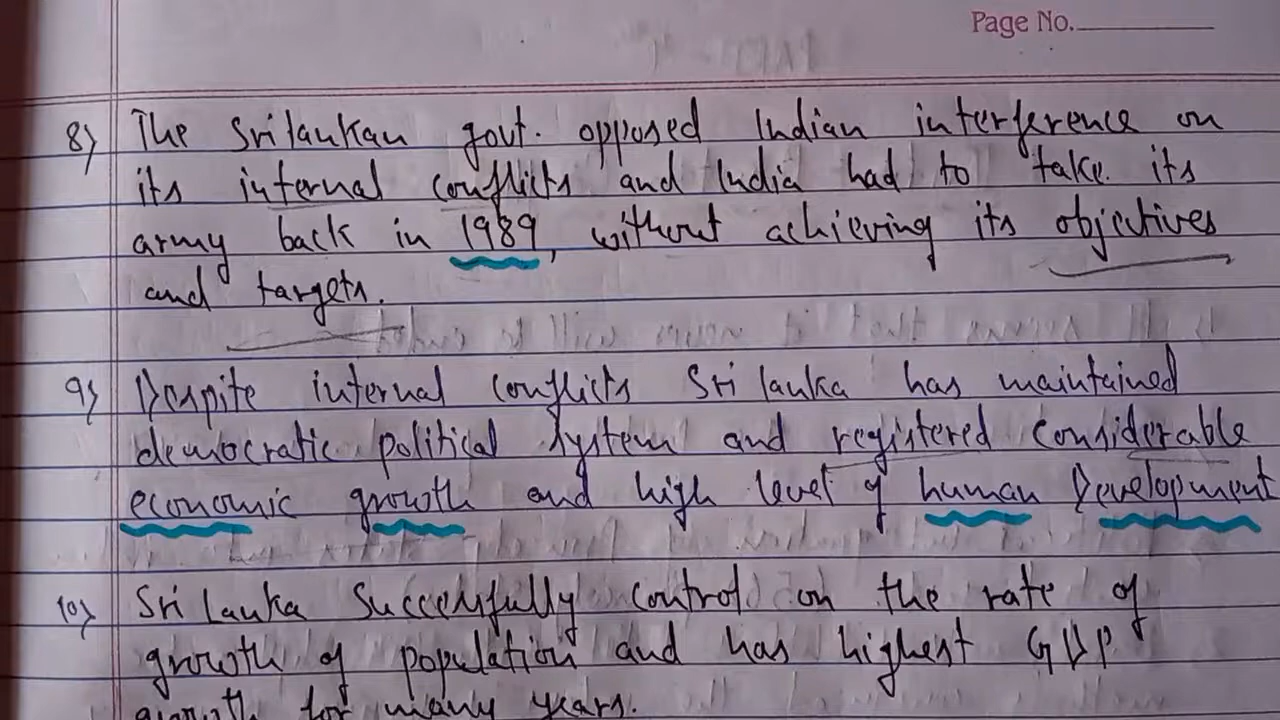 Page No.
8) The Srilankan govt. opposed Indian interference on
its internal conflicts and India had to take its
army back in 1989, without achieving its objectives
and targets.
9) Despite internal conflicts Sri lanka has maintained
democratic political system and registered considerable
economic growth and high level of human Development
10) Sri Lanka Successfully control on the rate of
growth of population and has highest GDP
growth for many years.